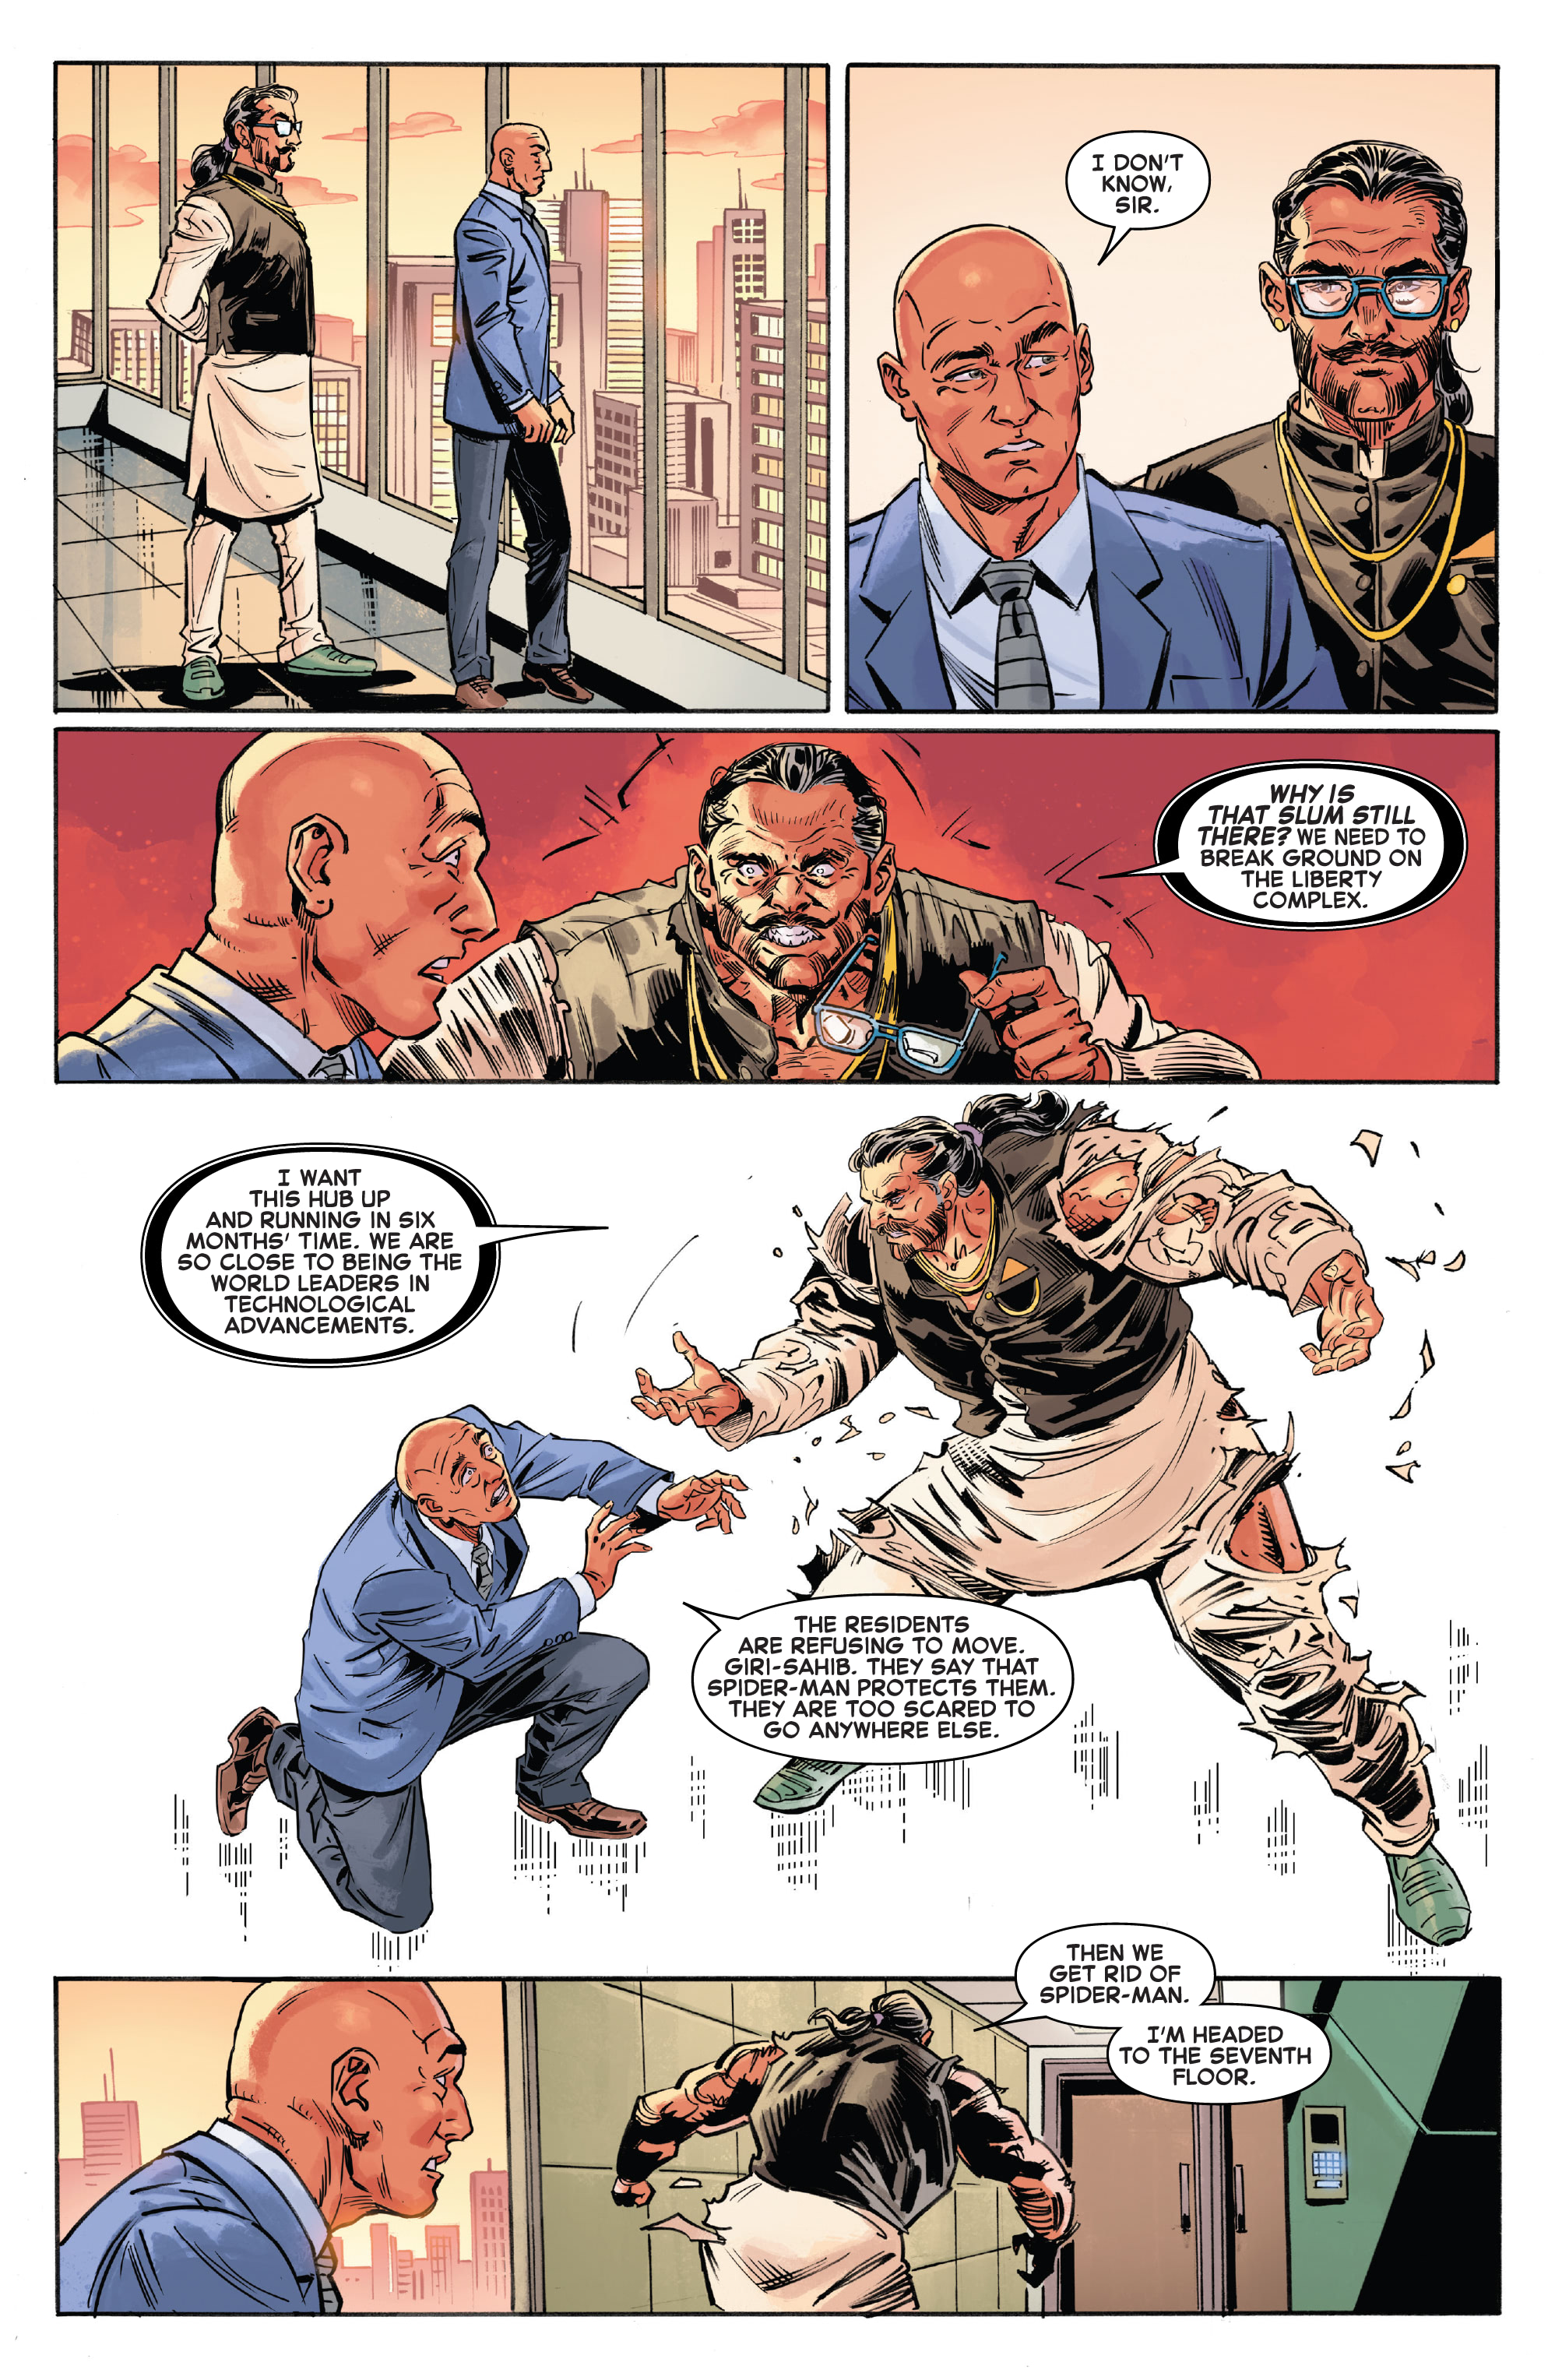 I DON'T
KNOW,
SIR.
WHY IS
THAT SLUM STILL
THERE? WE NEED TO
BREAK GROUND ON
THE LIBERTY
COMPLEX.
I WANT
THIS HUB UP
AND RUNNING IN SIX
MONTHS' TIME. WE ARE
SO CLOSE TO BEING THE
WORLD LEADERS IN
TECHNOLOGICAL
ADVANCEMENTS.
THE RESIDENTS
ARE REFUSING TO MOVE.
GIRI-SAHIB. THEY SAY THAT
SPIDER-MAN PROTECTS THEM.
THEY ARE TOO SCARED TO
GO ANYWHERE ELSE.
THEN WE
GET RID OF
SPIDER-MAN.
I'M HEADED
TO THE SEVENTH
FLOOR.